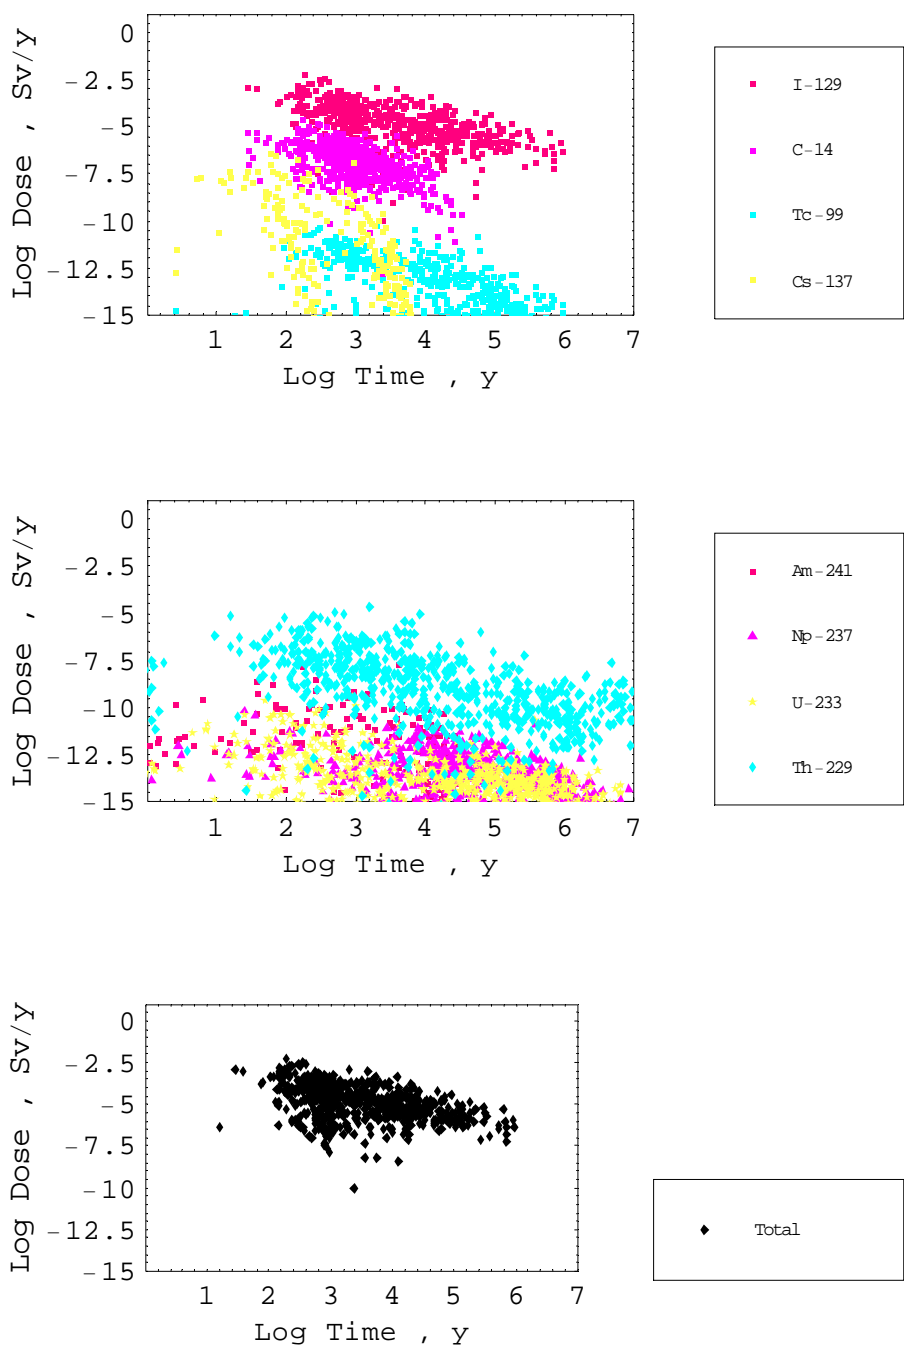 0
-2.5
-5
-7.5
-10
-12.5
-15
Log Dose , Sv/y
1 2 3 4 5 6 7
Log Time , y
I-129
C-14
Tc-99
Cs-137
0
-2.5
-5
-7.5
-10
-12.5
-15
Log Dose , Sv/y
1 2 3 4 5 6 7
Log Time , y
Am-241
Np-237
U-233
Th-229
0
-2.5
-5
-7.5
-10
-12.5
-15
Log Dose , Sv/y
1 2 3 4 5 6 7
Log Time , y
Total